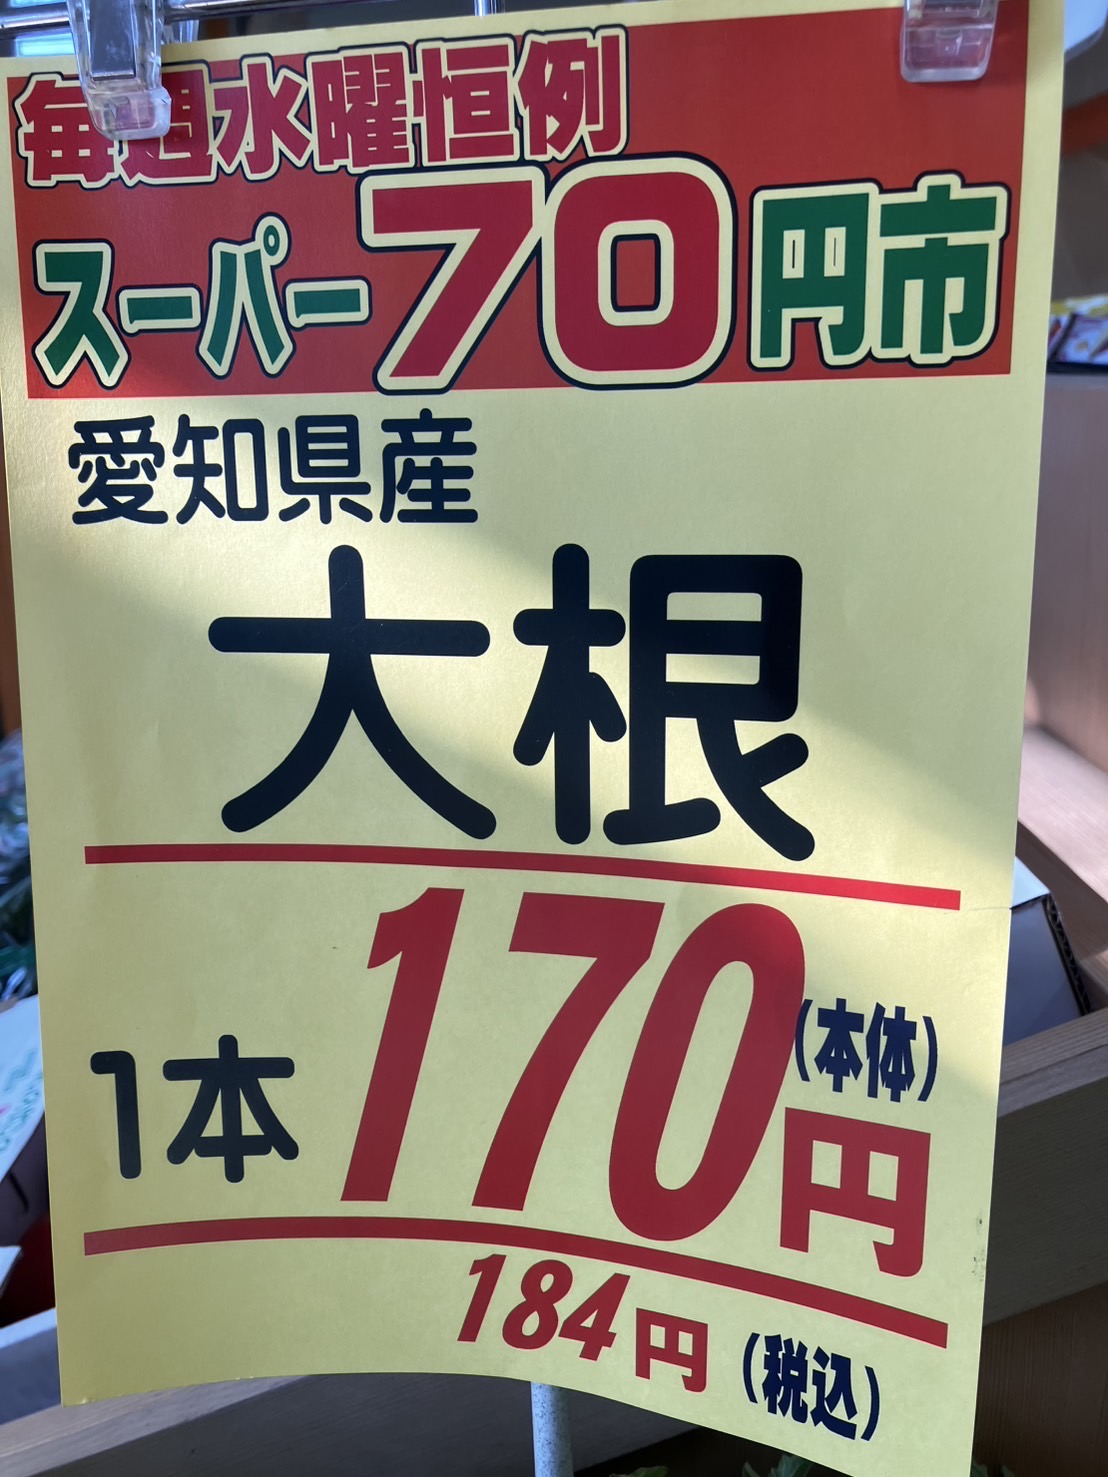 毎週水曜恒例
スーパー70円市
愛知県産
大根
1本 170円 (本体)
184円 (税込)